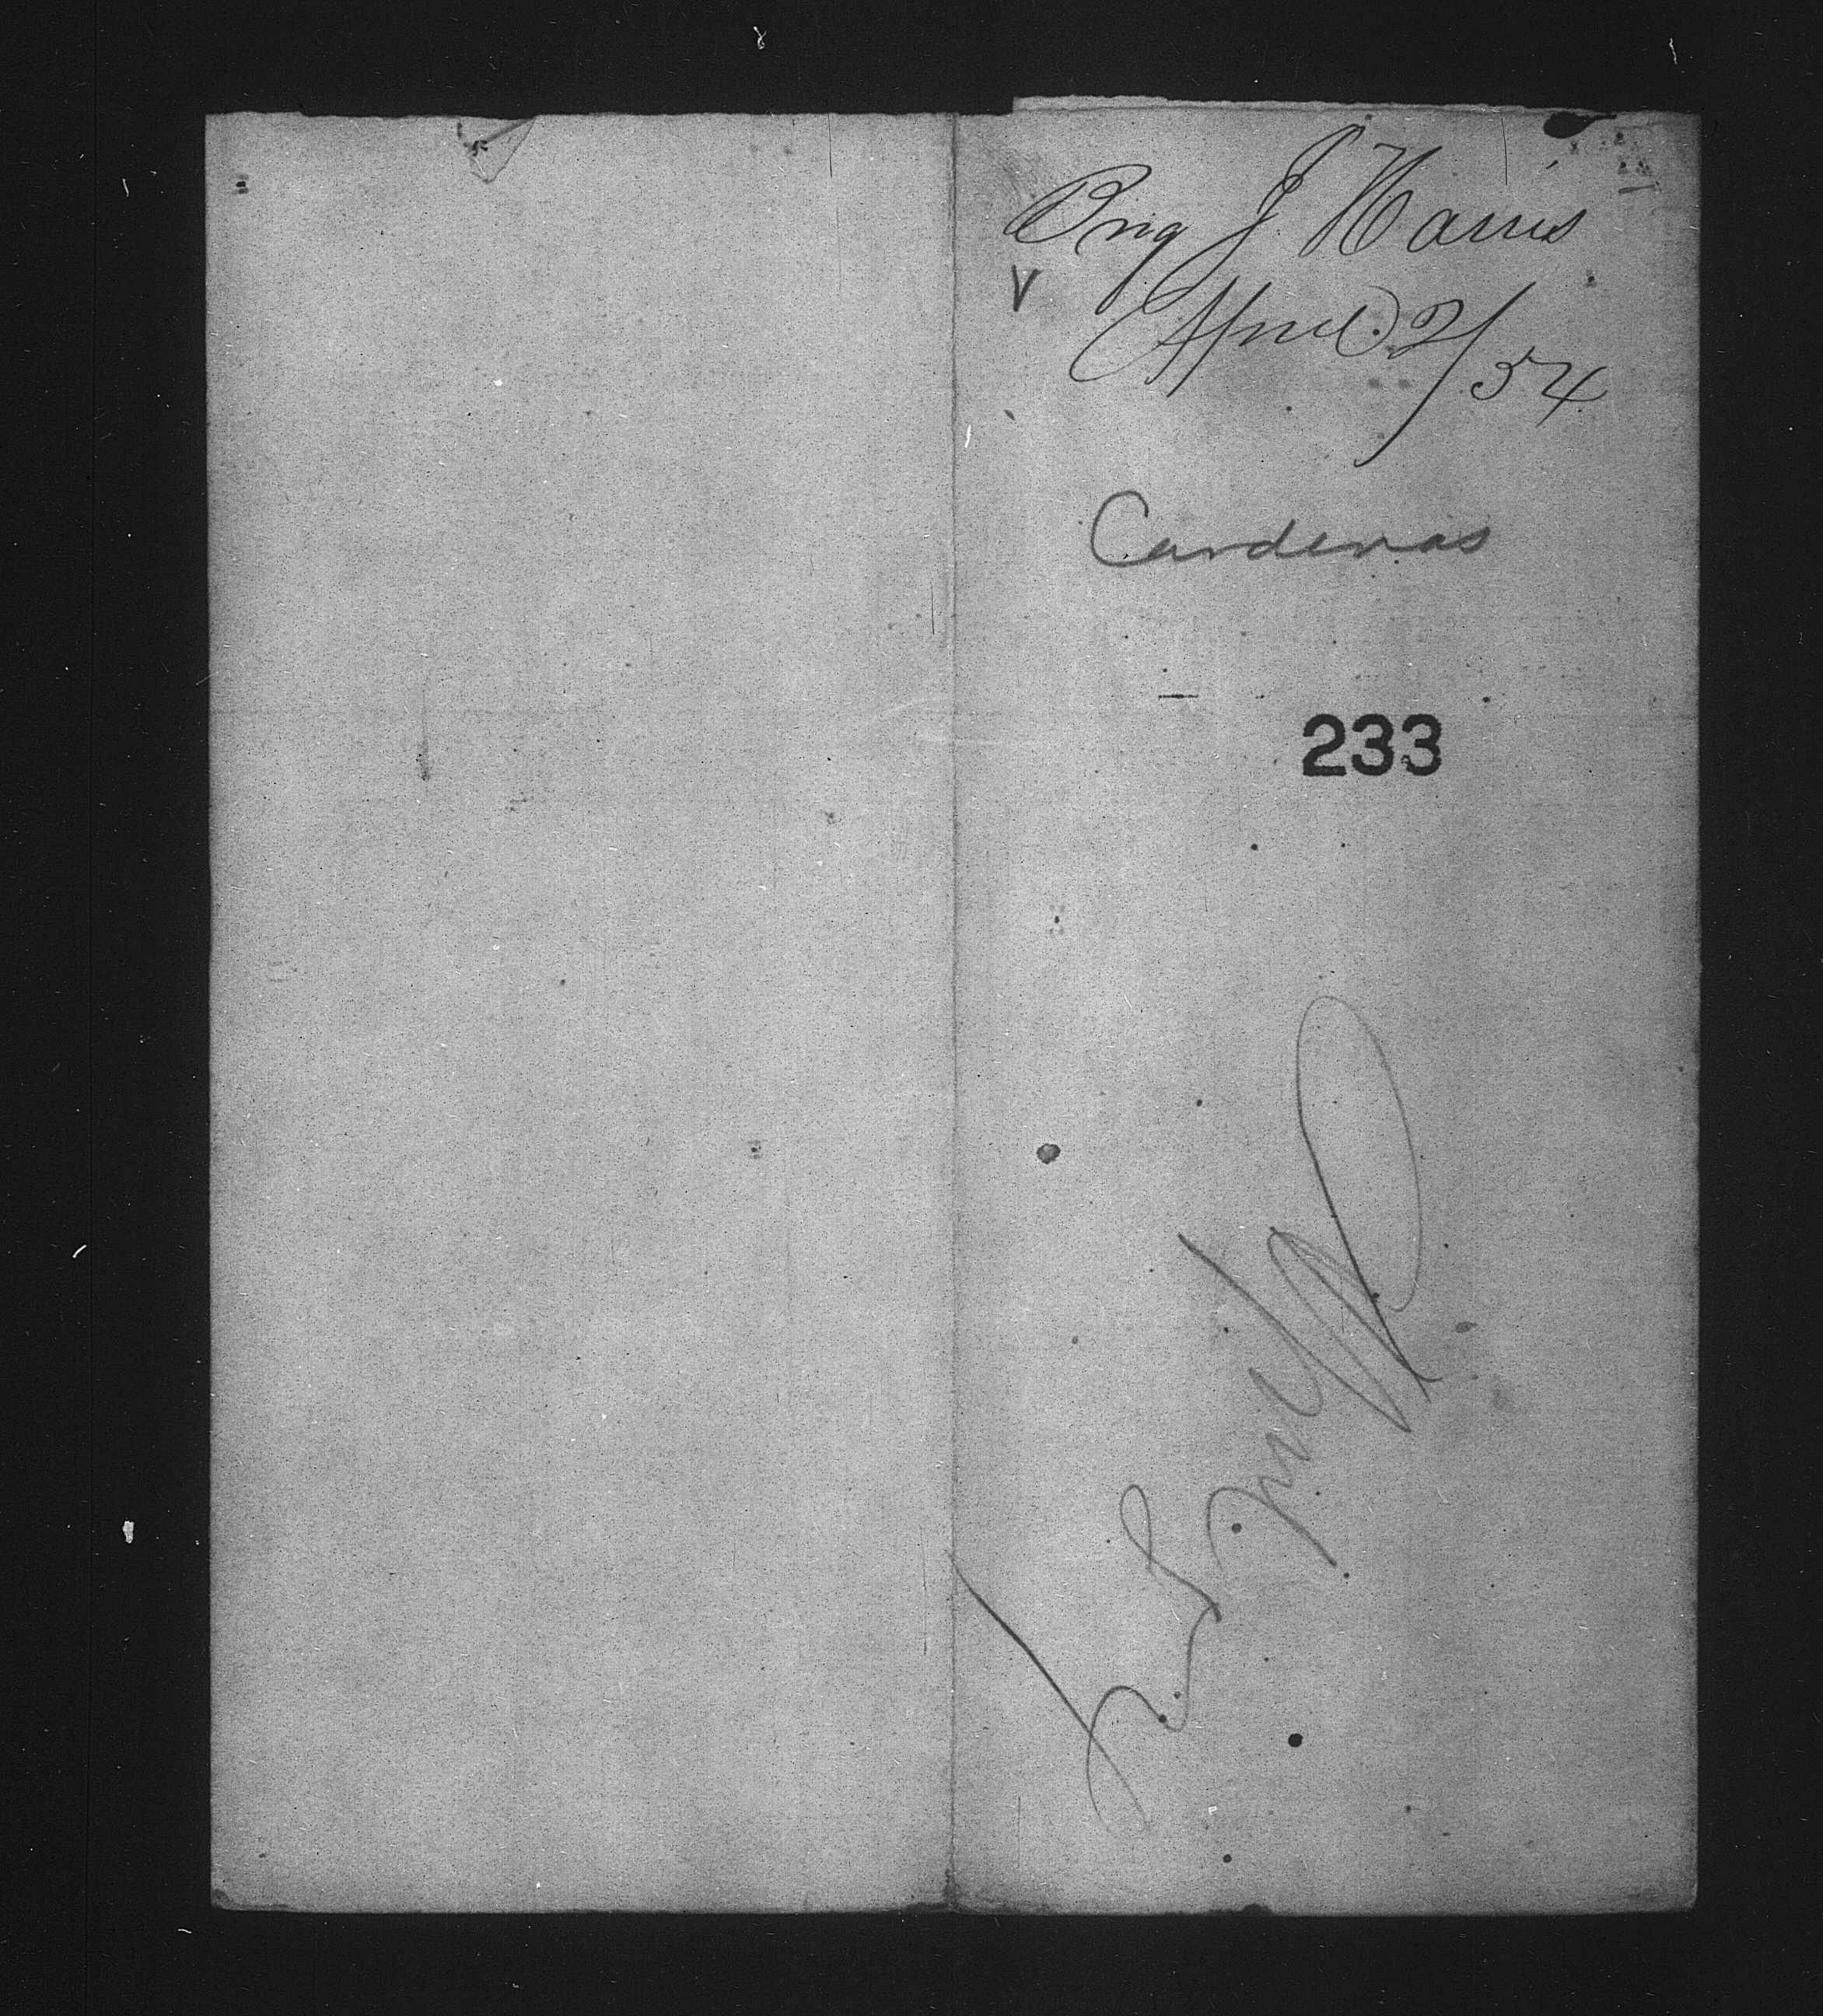 Brig J. Harris
V
April 2/54
Cardenas
233